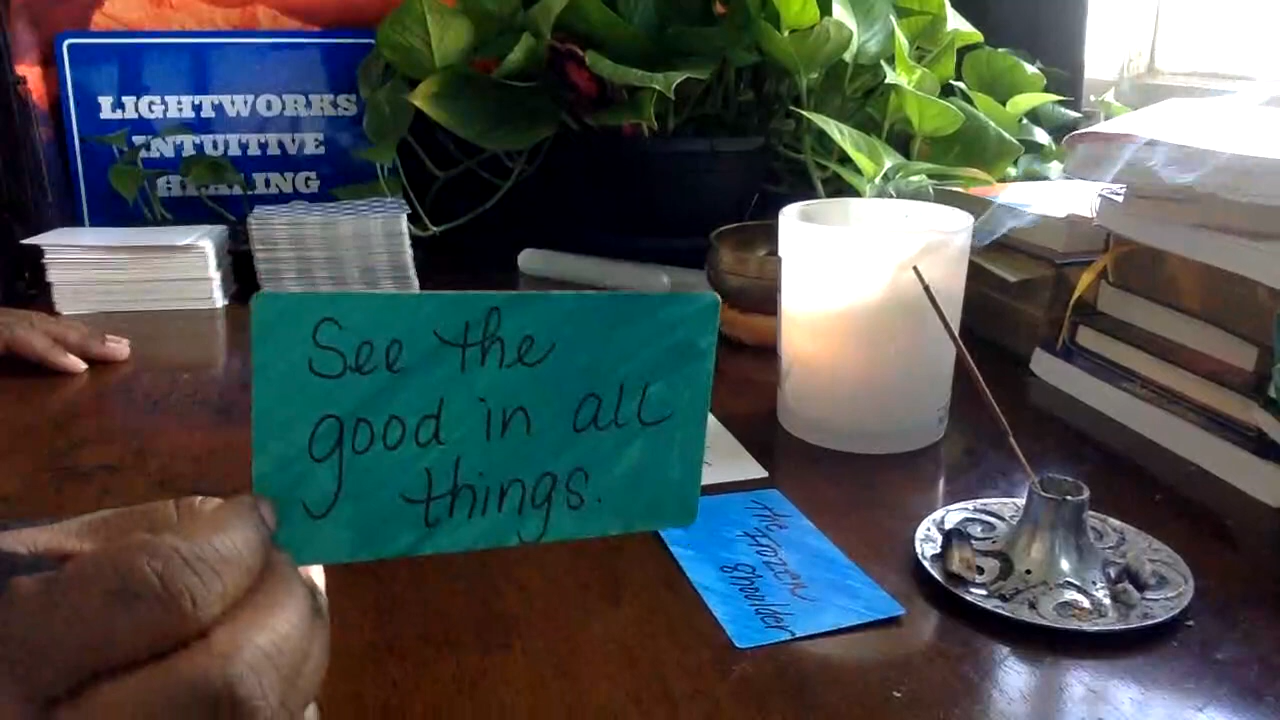 LIGHTWORKS
INTUITIVE
HEALING
See the
good in all
things.
the frozen
shoulder